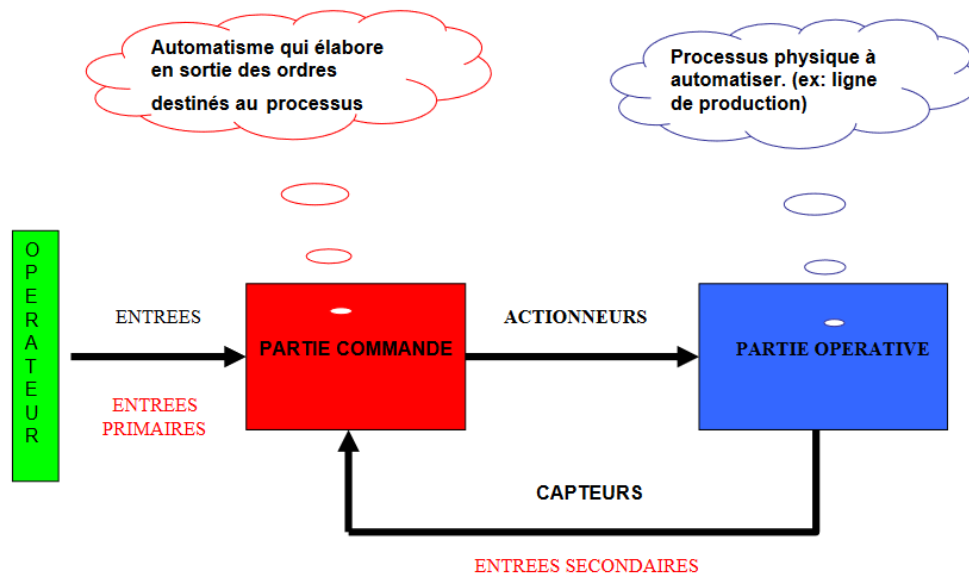 Automatisme qui élabore
en sortie des ordres
destinés au processus
Processus physique à
automatiser. (ex: ligne
de production)
OPERATEUR
ENTREES
ENTREES
PRIMAIRES
PARTIE COMMANDE
ACTIONNEURS
PARTIE OPERATIVE
CAPTEURS
ENTREES SECONDAIRES